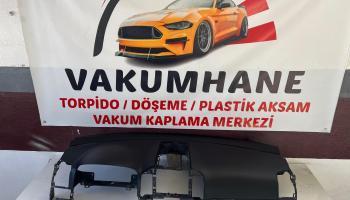 VAKUMHANE
TORPİDO / DÖŞEME / PLASTİK AKSAM
VAKUM KAPLAMA MERKEZİ